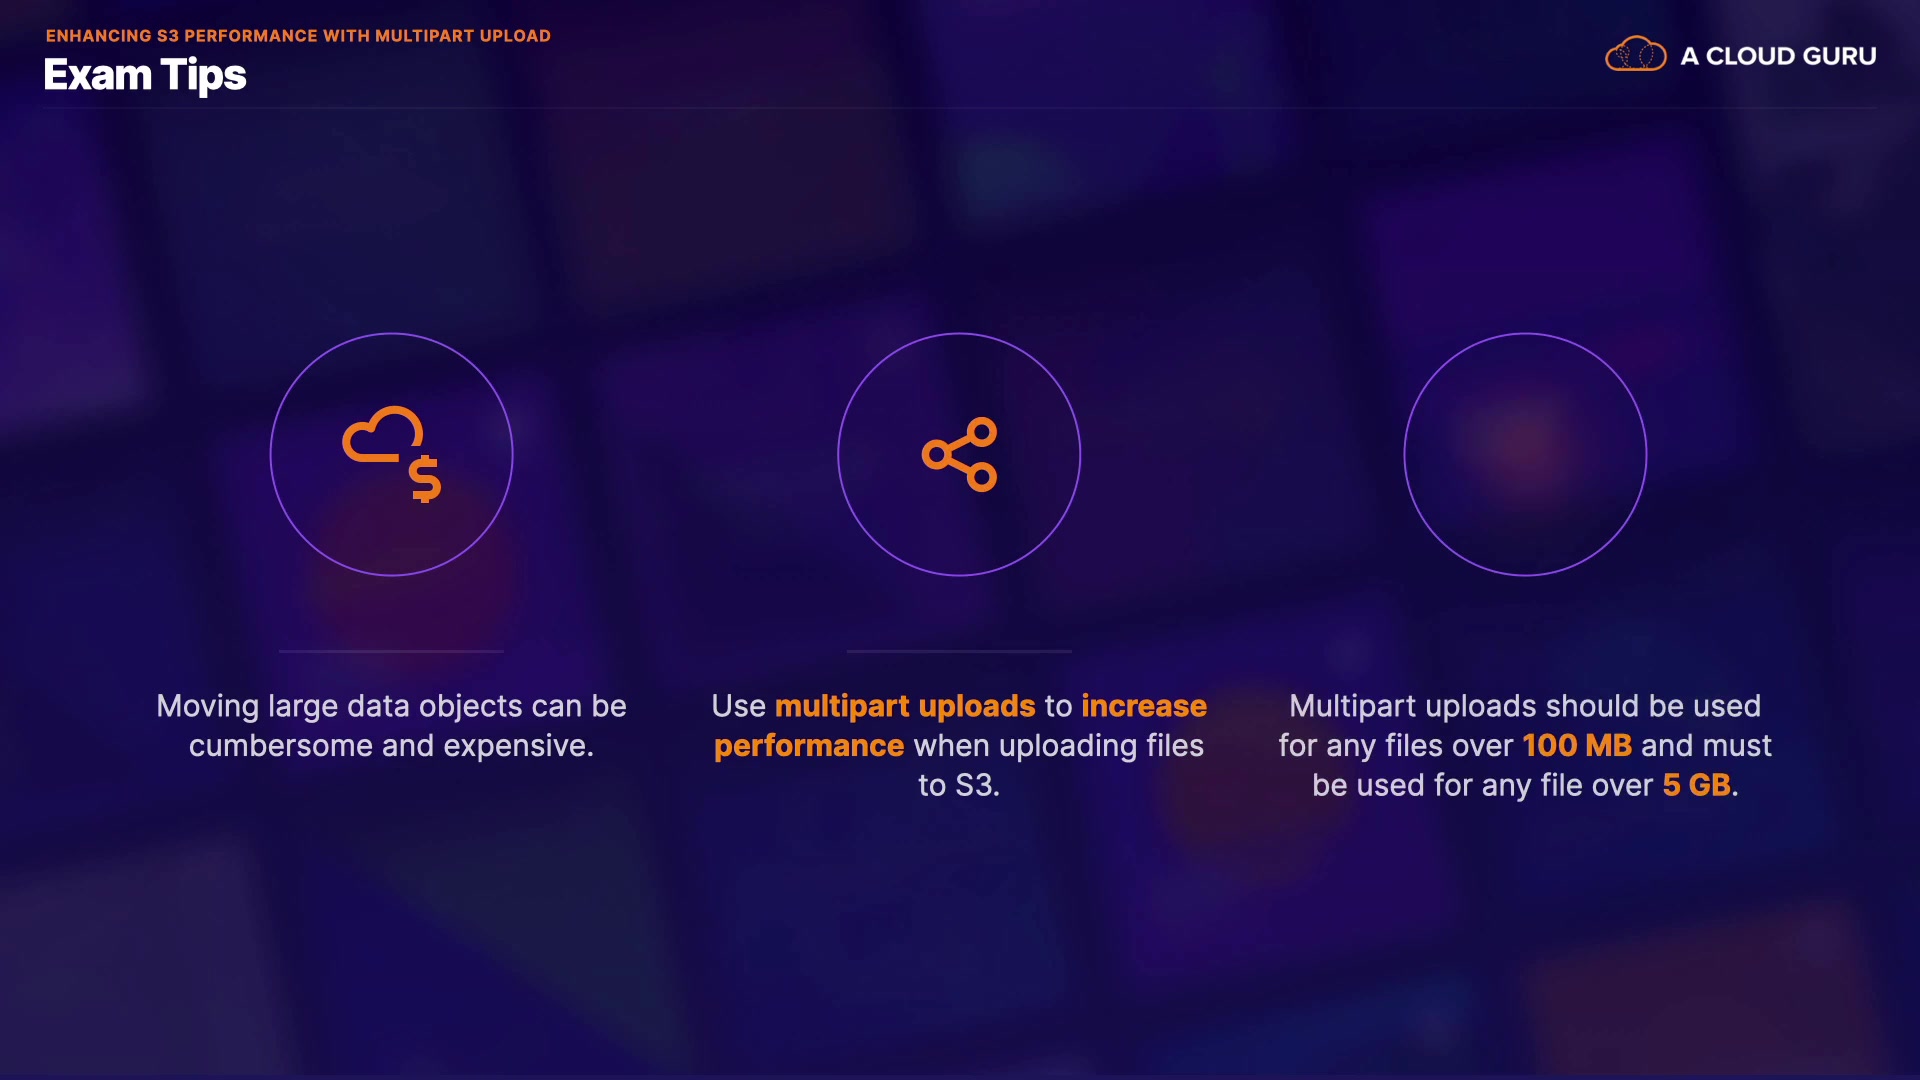 ENHANCING S3 PERFORMANCE WITH MULTIPART UPLOAD
Exam Tips
A CLOUD GURU
$
Moving large data objects can be
cumbersome and expensive.
Use multipart uploads to increase
performance when uploading files
to S3.
Multipart uploads should be used
for any files over 100 MB and must
be used for any file over 5 GB.